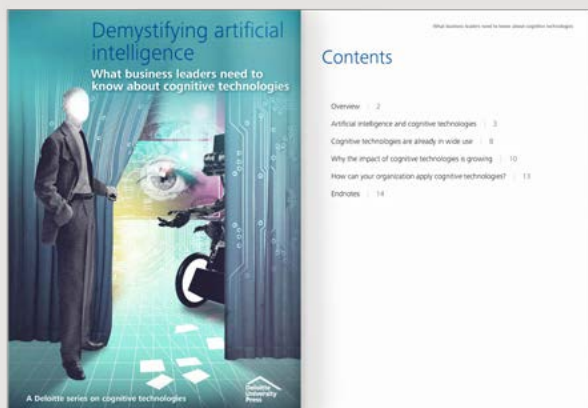 Demystifying artificial
intelligence
What business leaders need to
know about cognitive technologies
A Deloitte series on cognitive technologies
Deloitte
University
Press
What business leaders need to know about cognitive technologies
Contents
Overview | 2
Artificial intelligence and cognitive technologies | 3
Cognitive technologies are already in wide use | 8
Why the impact of cognitive technologies is growing | 10
How can your organization apply cognitive technologies? | 13
Endnotes | 14